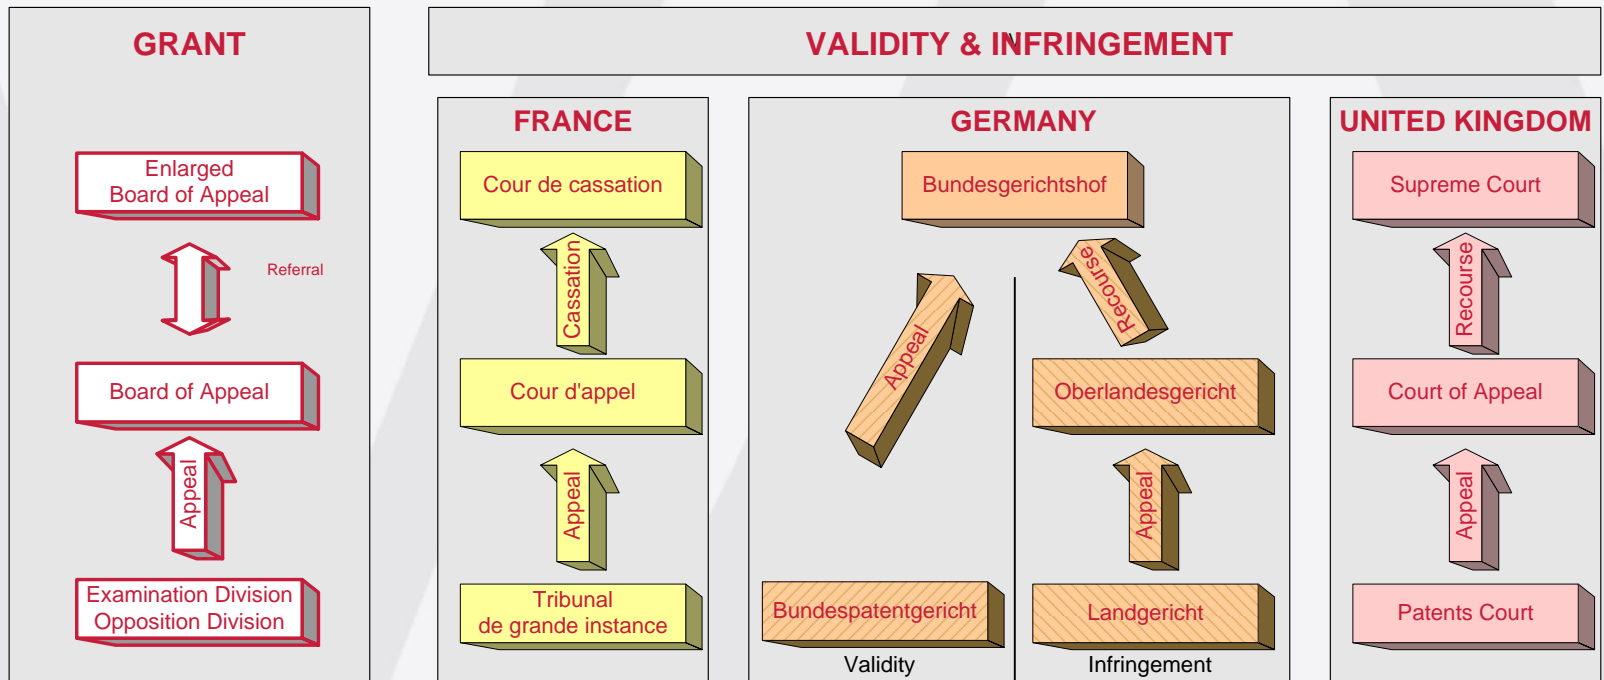 GRANT
Enlarged
Board of Appeal
Referral
Board of Appeal
Appeal
Examination Division
Opposition Division
VALIDITY & INFRINGEMENT
FRANCE
Cour de cassation
Cassation
Cour d'appel
Appeal
Tribunal
de grande instance
GERMANY
Bundesgerichtshof
Appeal
Recourse
Oberlandesgericht
Appeal
Bundespatentgericht
Landgericht
Validity
Infringement
UNITED KINGDOM
Supreme Court
Recourse
Court of Appeal
Appeal
Patents Court